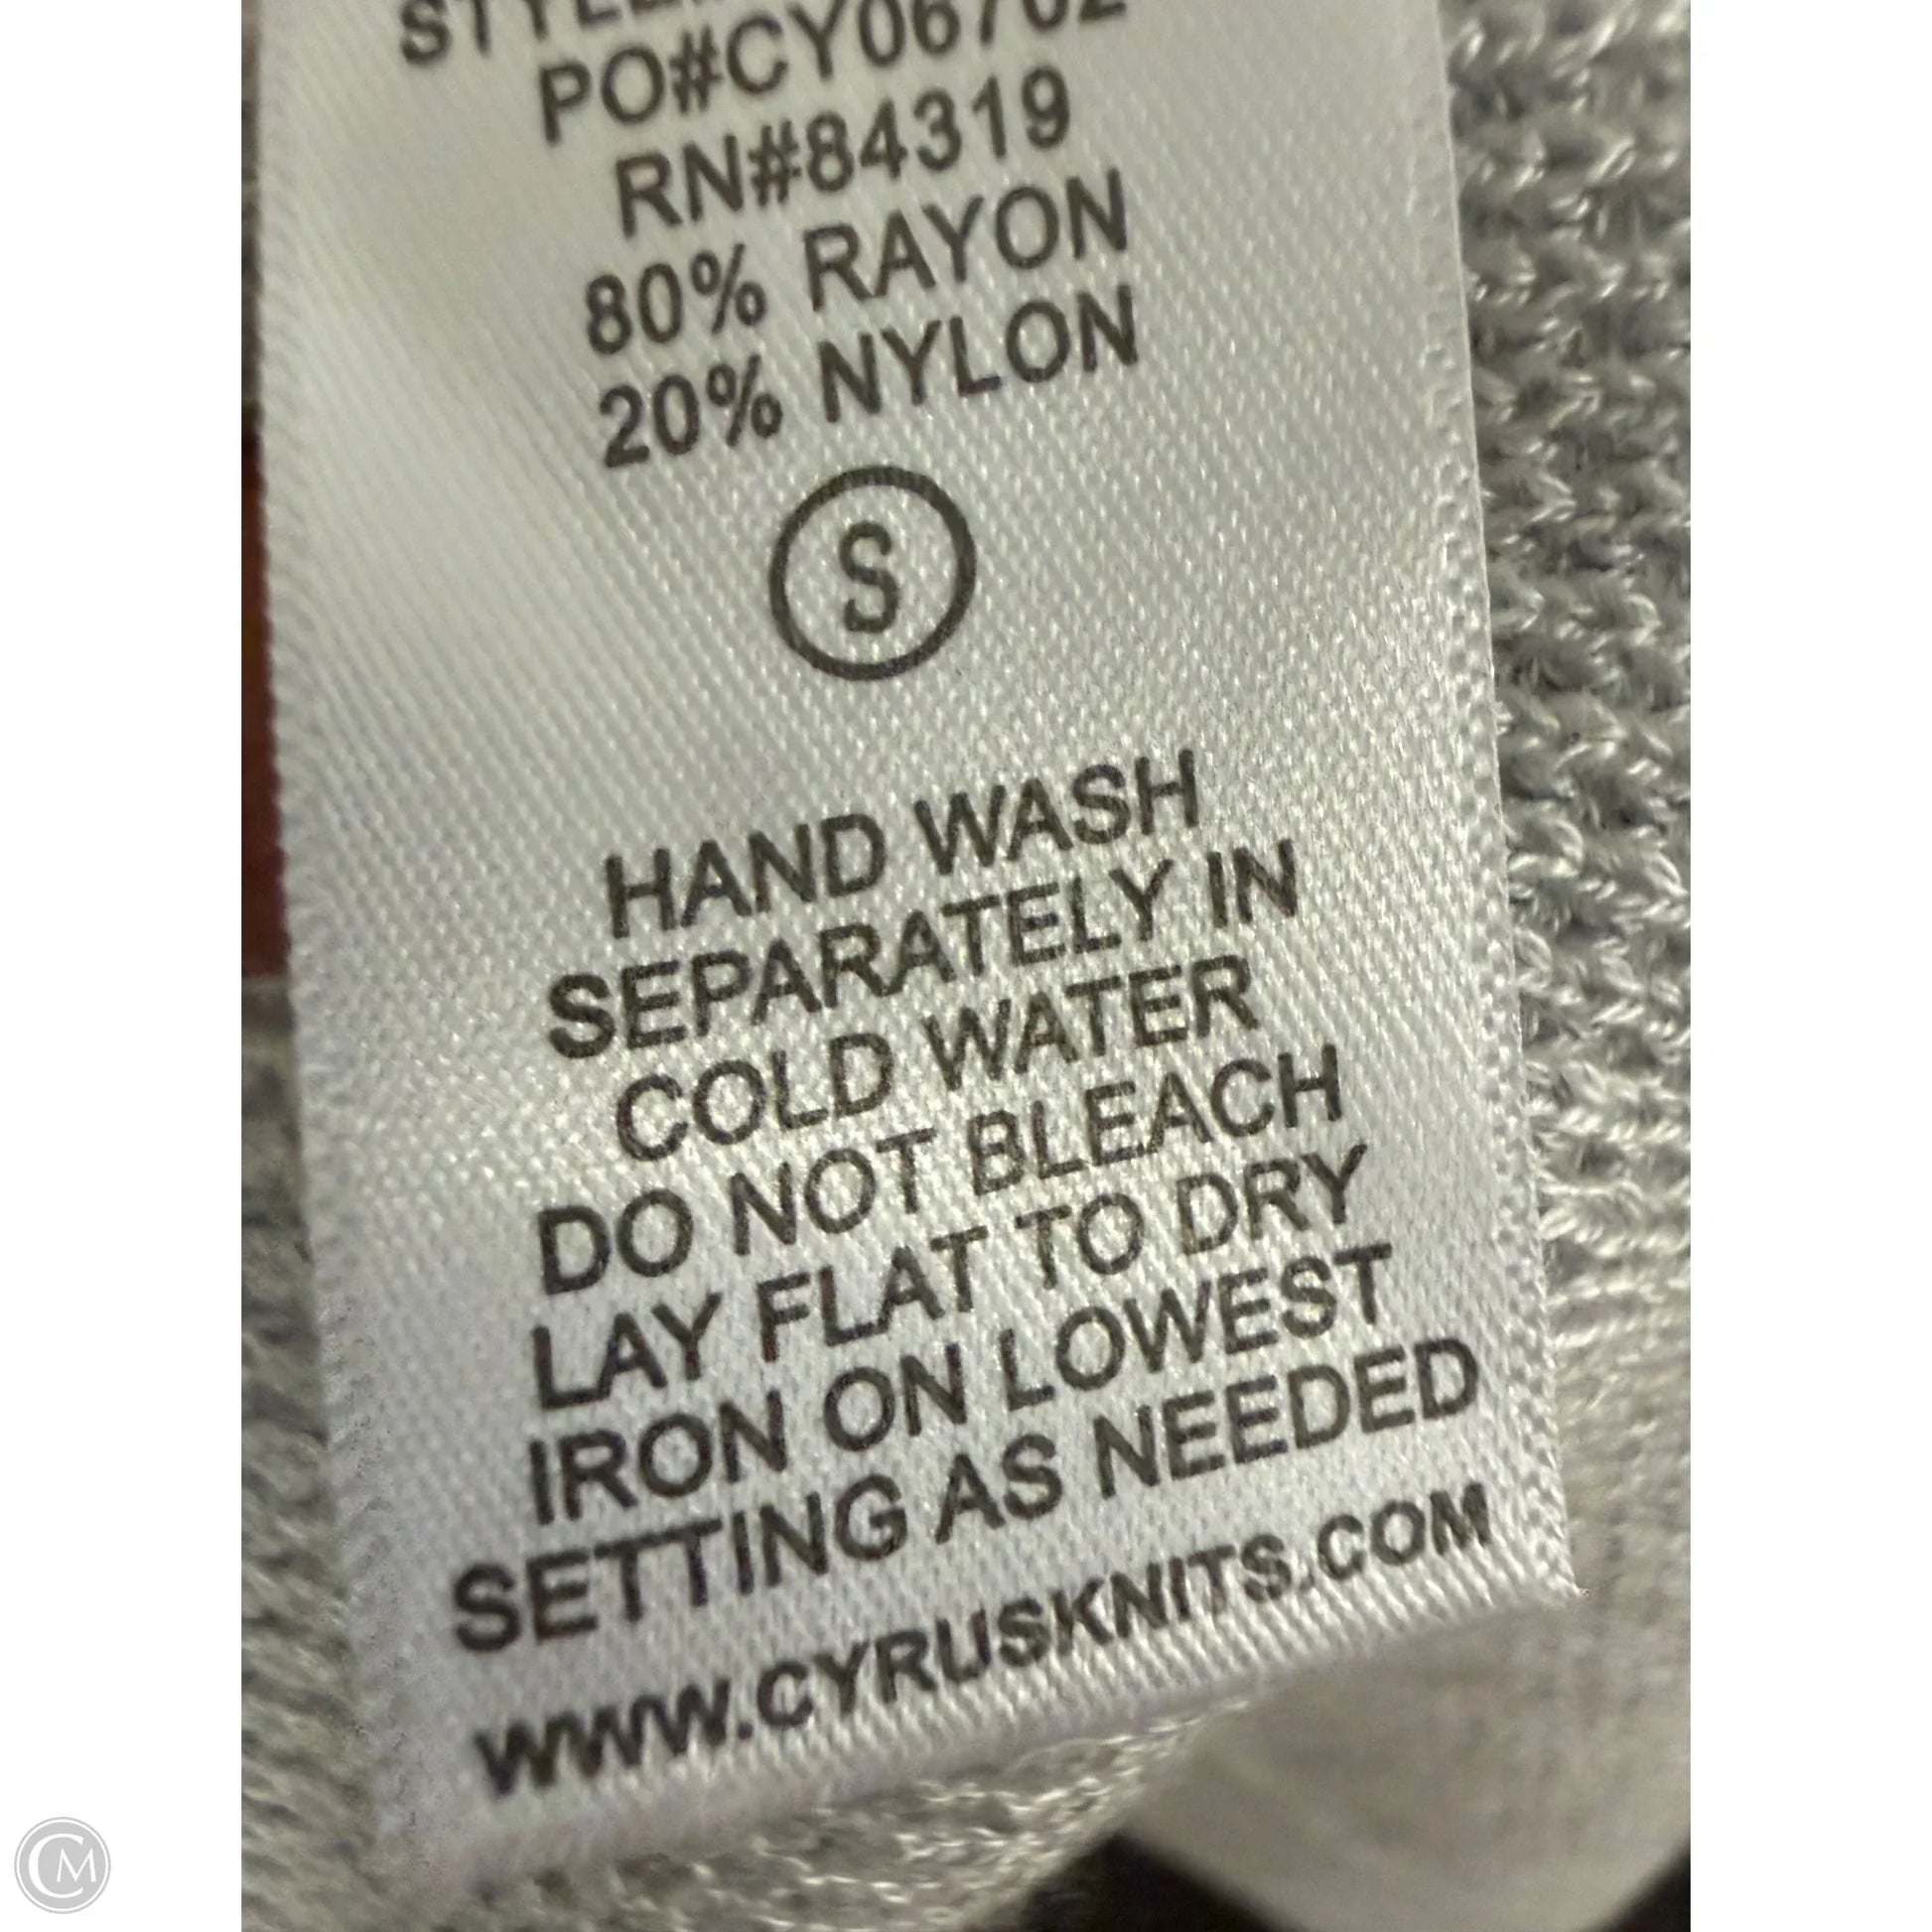 PO#CY06702
RN#84319
80% RAYON
20% NYLON
S
HAND WASH
SEPARATELY IN
COLD WATER
DO NOT BLEACH
LAY FLAT TO DRY
IRON ON LOWEST
SETTING AS NEEDED
WWW.CYRUSKNITS.COM
CM